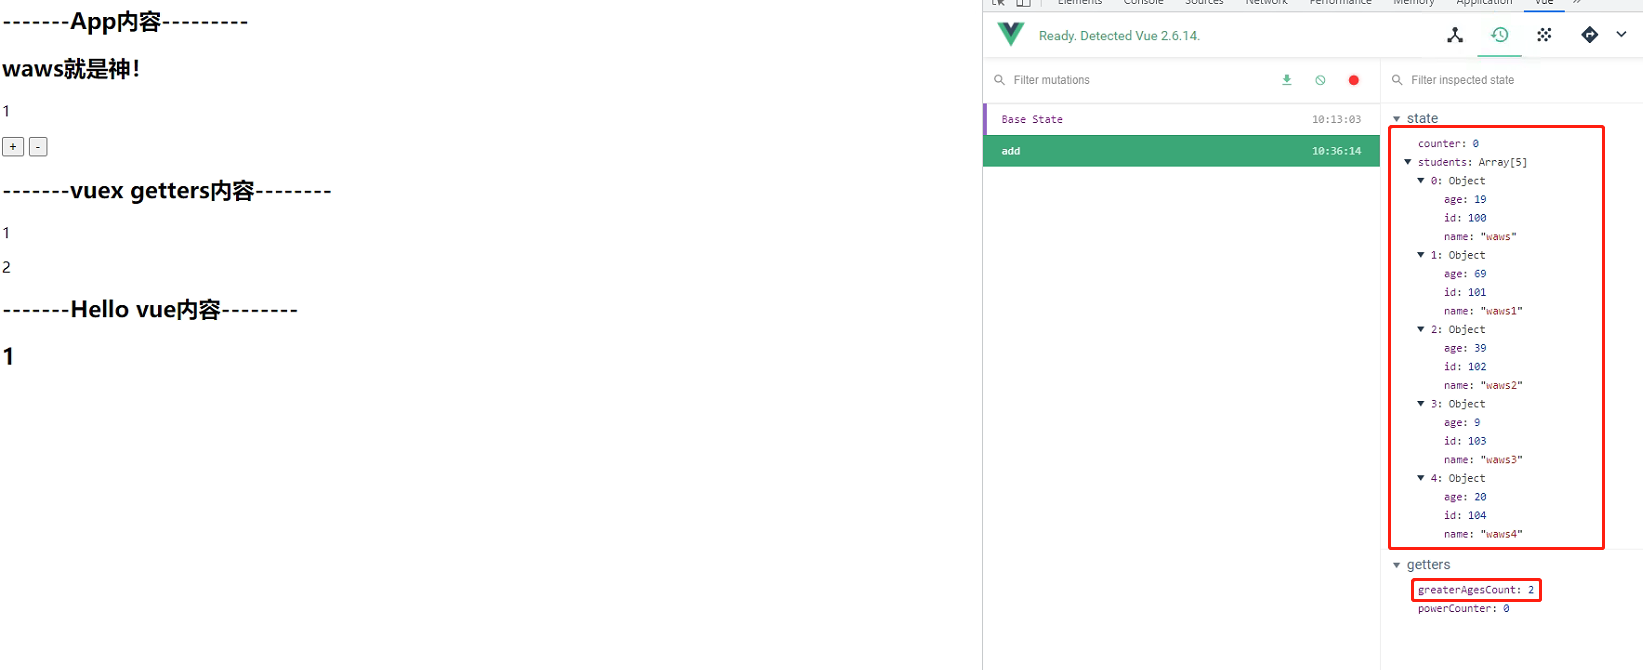 -------App内容---------
waws就是神！
1
+ -
-------vuex getters内容--------
1
2
-------Hello vue内容--------
1
Elements Console Sources Network Performance Memory Application Vue »
Ready. Detected Vue 2.6.14.
Filter mutations
Filter inspected state
Base State 10:13:03
add 10:36:14
state
counter: 0
students: Array[5]
0: Object
age: 19
id: 100
name: "waws"
1: Object
age: 69
id: 101
name: "waws1"
2: Object
age: 39
id: 102
name: "waws2"
3: Object
age: 9
id: 103
name: "waws3"
4: Object
age: 20
id: 104
name: "waws4"
getters
greaterAgesCount: 2
powerCounter: 0